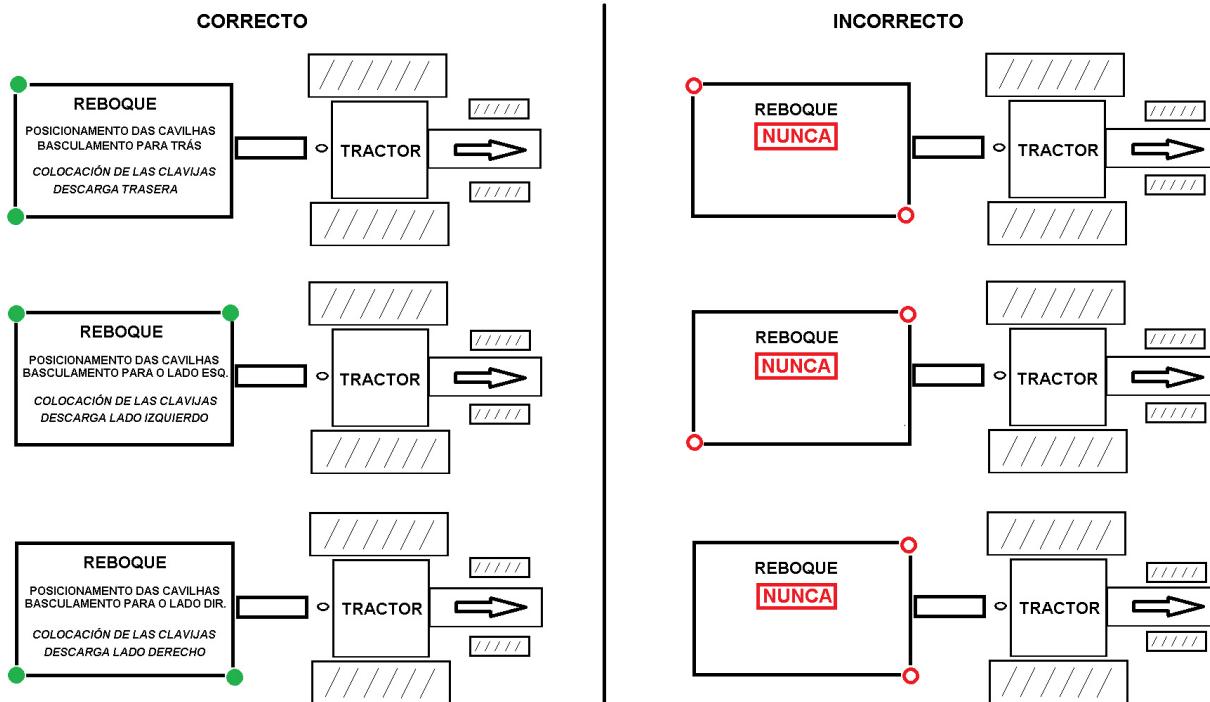 CORRECTO
REBOQUE
POSICIONAMENTO DAS CAVILHAS
BASCULAMENTO PARA TRÁS
COLOCACIÓN DE LAS CLAVIJAS
DESCARGA TRASERA
TRACTOR
REBOQUE
POSICIONAMENTO DAS CAVILHAS
BASCULAMENTO PARA O LADO ESQ.
COLOCACIÓN DE LAS CLAVIJAS
DESCARGA LADO IZQUIERDO
TRACTOR
REBOQUE
POSICIONAMENTO DAS CAVILHAS
BASCULAMENTO PARA O LADO DIR.
COLOCACIÓN DE LAS CLAVIJAS
DESCARGA LADO DERECHO
TRACTOR
INCORRECTO
REBOQUE
NUNCA
TRACTOR
REBOQUE
NUNCA
TRACTOR
REBOQUE
NUNCA
TRACTOR